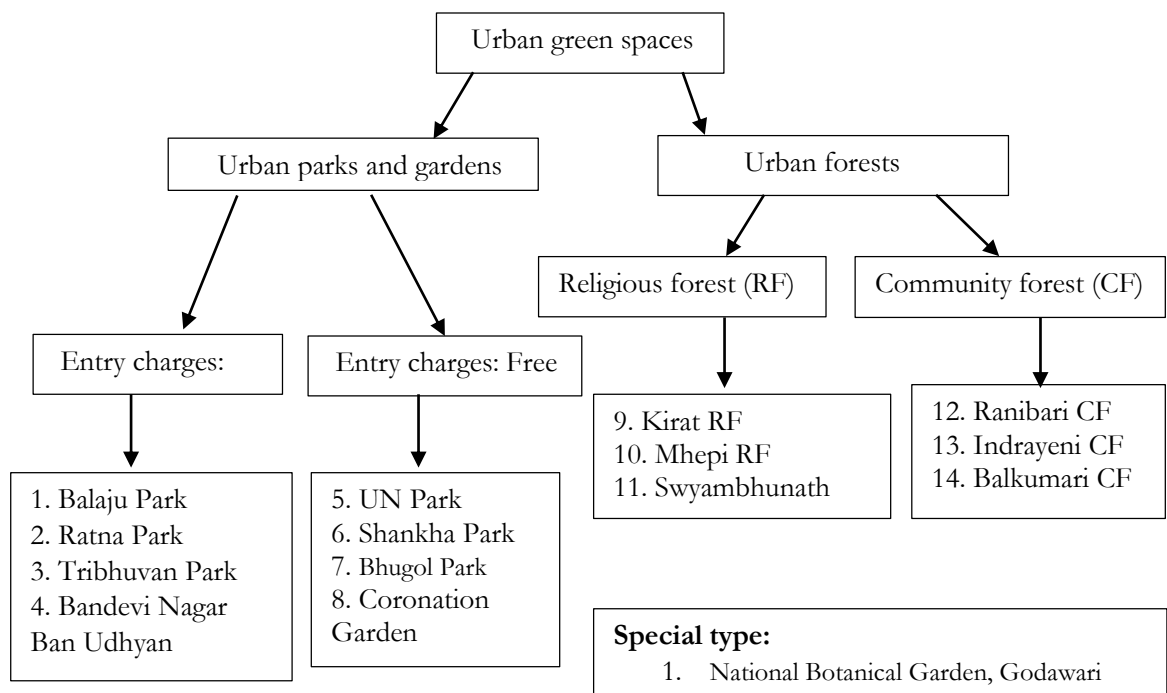 Urban green spaces
Urban parks and gardens
Urban forests
Religious forest (RF)
Community forest (CF)
Entry charges:
Entry charges: Free
1. Balaju Park
2. Ratna Park
3. Tribhuvan Park
4. Bandevi Nagar
Ban Udhyan
5. UN Park
6. Shankha Park
7. Bhugol Park
8. Coronation
Garden
9. Kirat RF
10. Mhepi RF
11. Swyambhunath
12. Ranibari CF
13. Indrayeni CF
14. Balkumari CF
Special type:
1. National Botanical Garden, Godawari